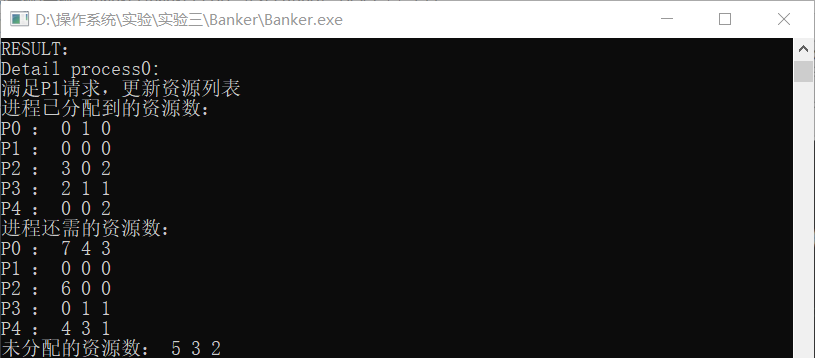 D:\操作系统\实验\实验三\Banker\Banker.exe
RESULT:
Detail process0:
满足P1请求，更新资源列表
进程已分配到的资源数：
P0 : 0 1 0
P1 : 0 0 0
P2 : 3 0 2
P3 : 2 1 1
P4 : 0 0 2
进程还需的资源数：
P0 : 7 4 3
P1 : 0 0 0
P2 : 6 0 0
P3 : 0 1 1
P4 : 4 3 1
未分配的资源数： 5 3 2